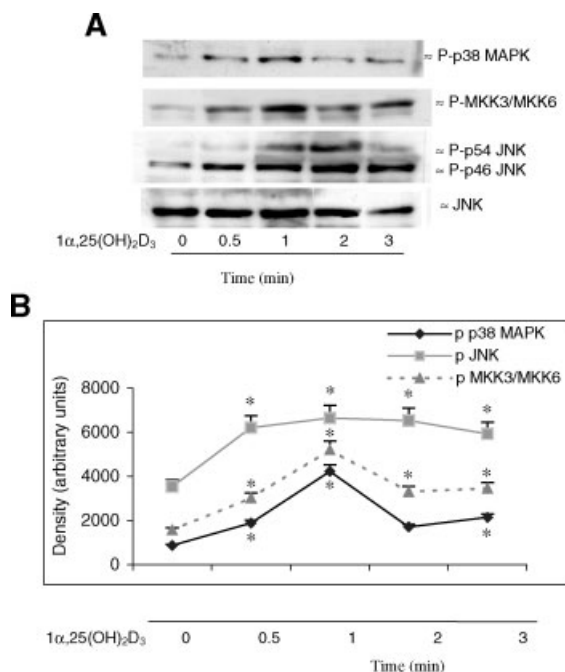 A
≈ P-p38 MAPK
≈ P-MKK3/MKK6
≈ P-p54 JNK
≈ P-p46 JNK
≈ JNK
1α,25(OH)₂D₃ 0 0.5 1 2 3
Time (min)
B
p p38 MAPK
p JNK
p MKK3/MKK6
8000
6000
4000
2000
0
Density (arbitrary units)
* * * *
* * * *
* * *
1α,25(OH)₂D₃ 0 0.5 1 2 3
Time (min)